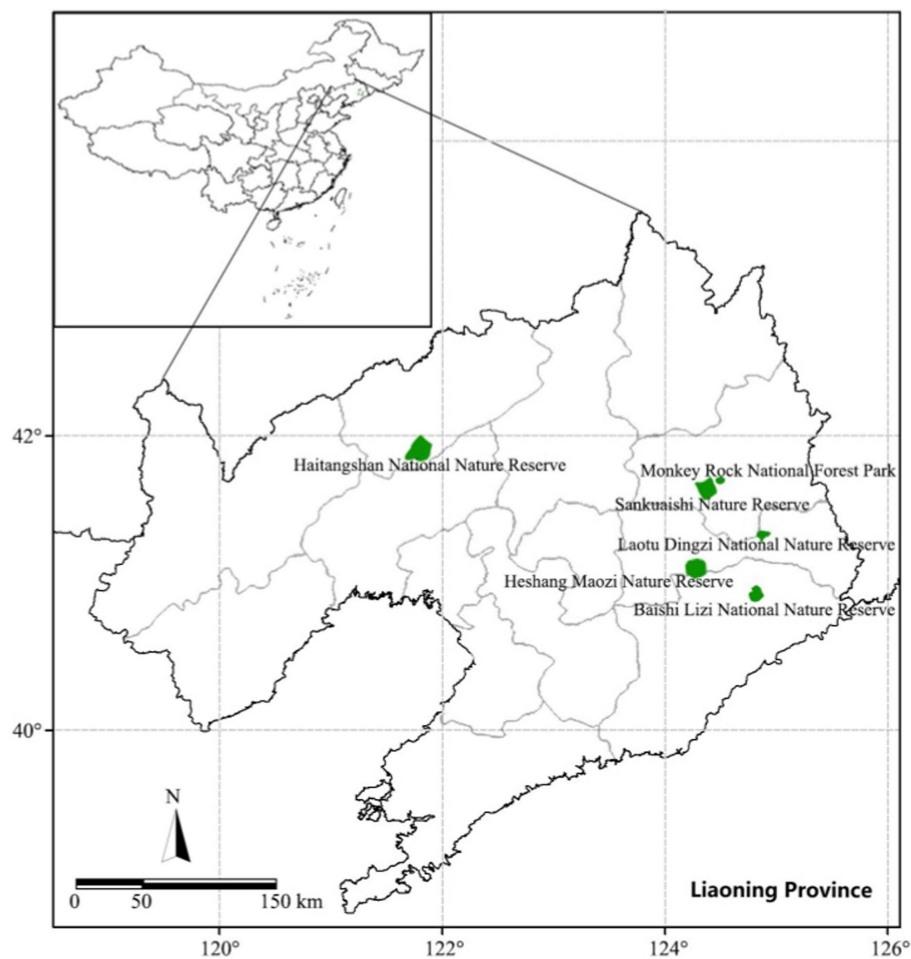 42°
Haitangshan National Nature Reserve
Monkey Rock National Forest Park
Sankuaishi Nature Reserve
Laotu Dingzi National Nature Reserve
Heshang Maozi Nature Reserve
Baishi Lizi National Nature Reserve
40°
N
0 50 150 km
Liaoning Province
120° 122° 124° 126°